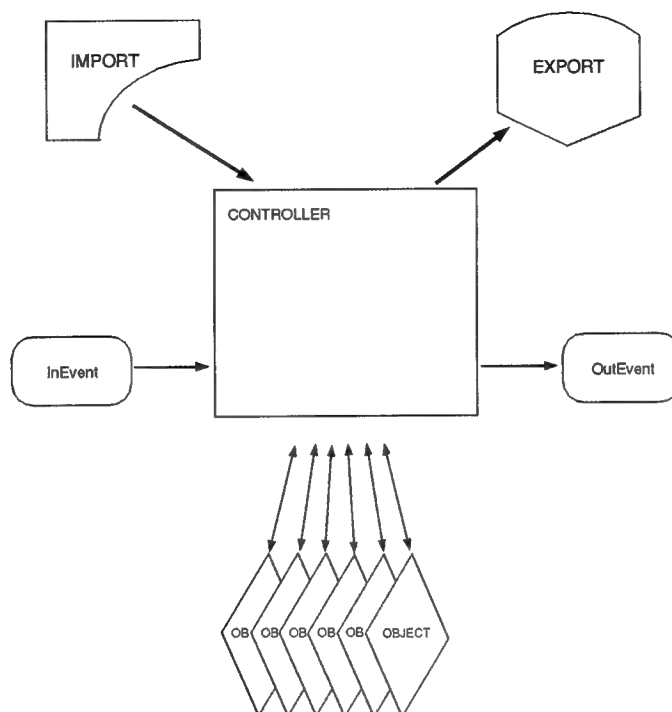 IMPORT
EXPORT
CONTROLLER
InEvent
OutEvent
OB
OB
OB
OB
OB
OBJECT